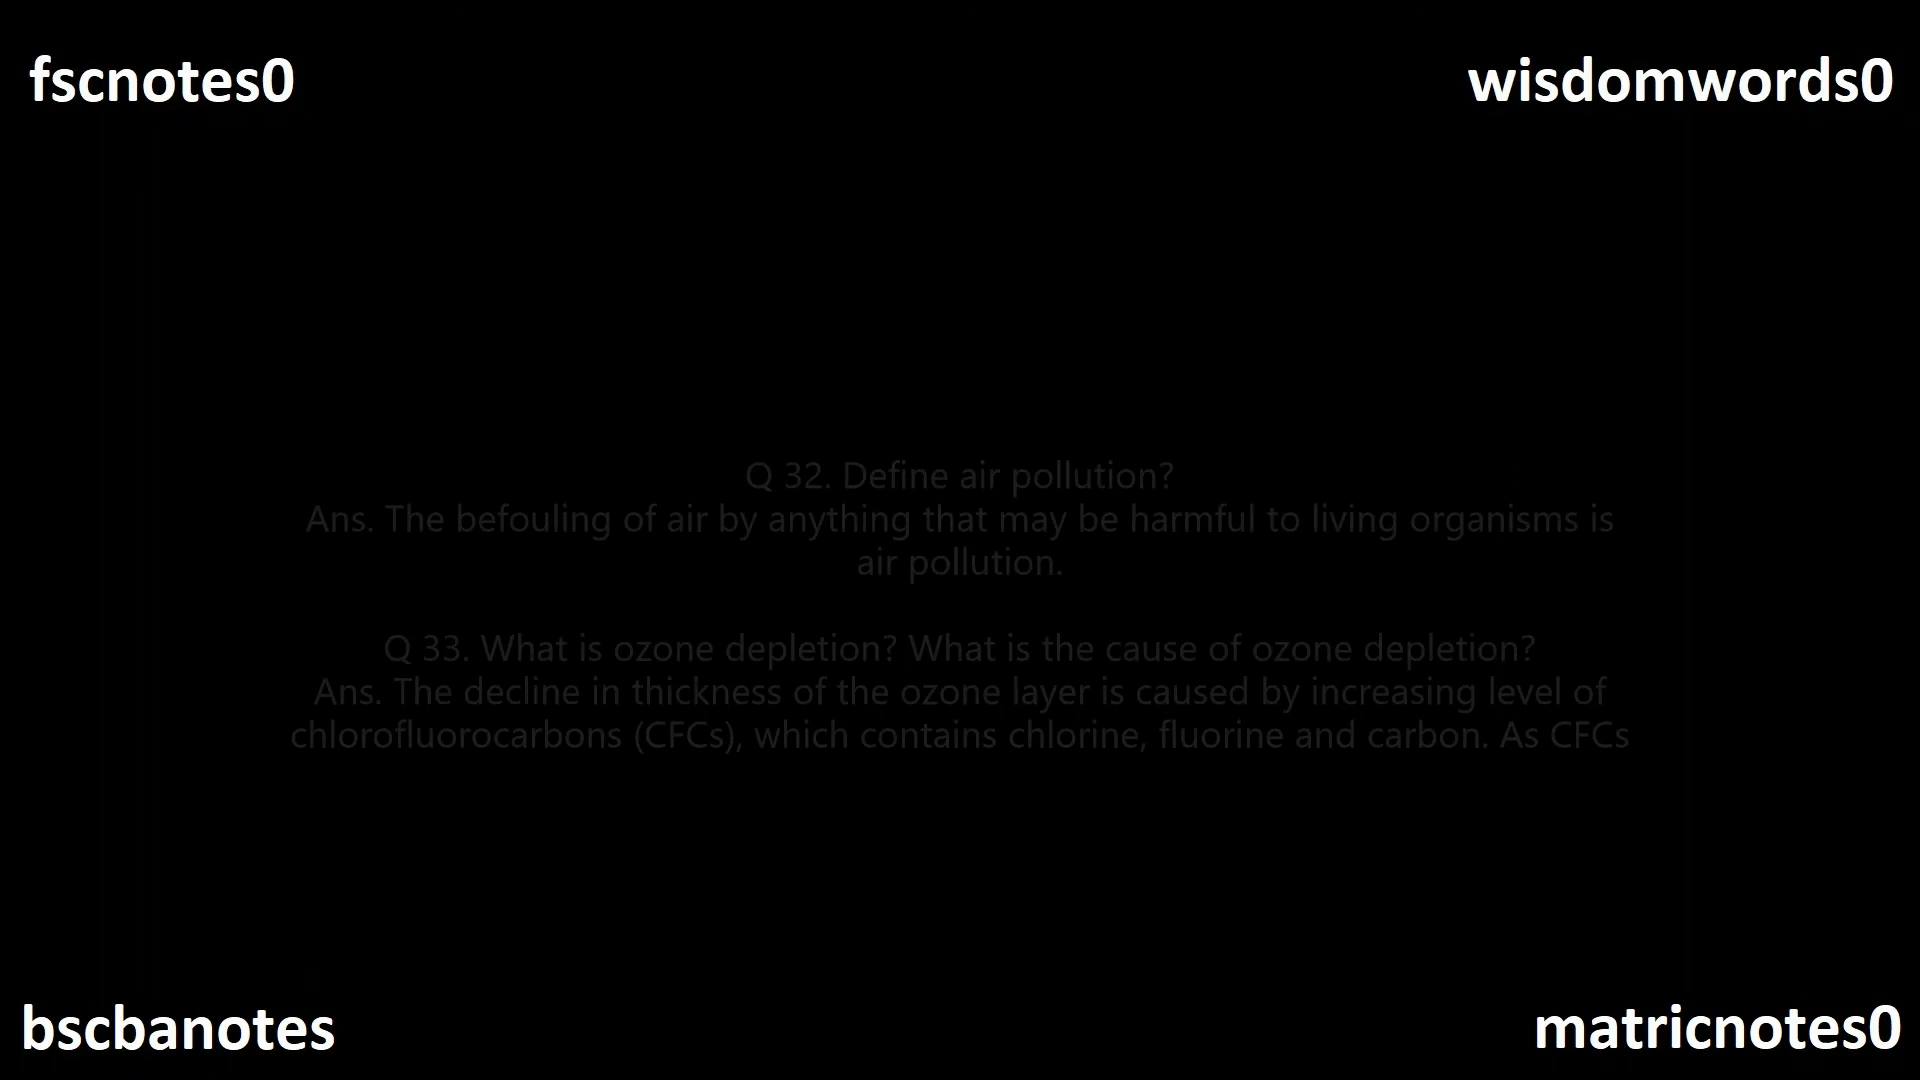 fscnotes0
wisdomwords0
Q 32. Define air pollution?
Ans. The befouling of air by anything that may be harmful to living organisms is
air pollution.
Q 33. What is ozone depletion? What is the cause of ozone depletion?
Ans. The decline in thickness of the ozone layer is caused by increasing level of
chlorofluorocarbons (CFCs), which contains chlorine, fluorine and carbon. As CFCs
bscbanotes
matricnotes0